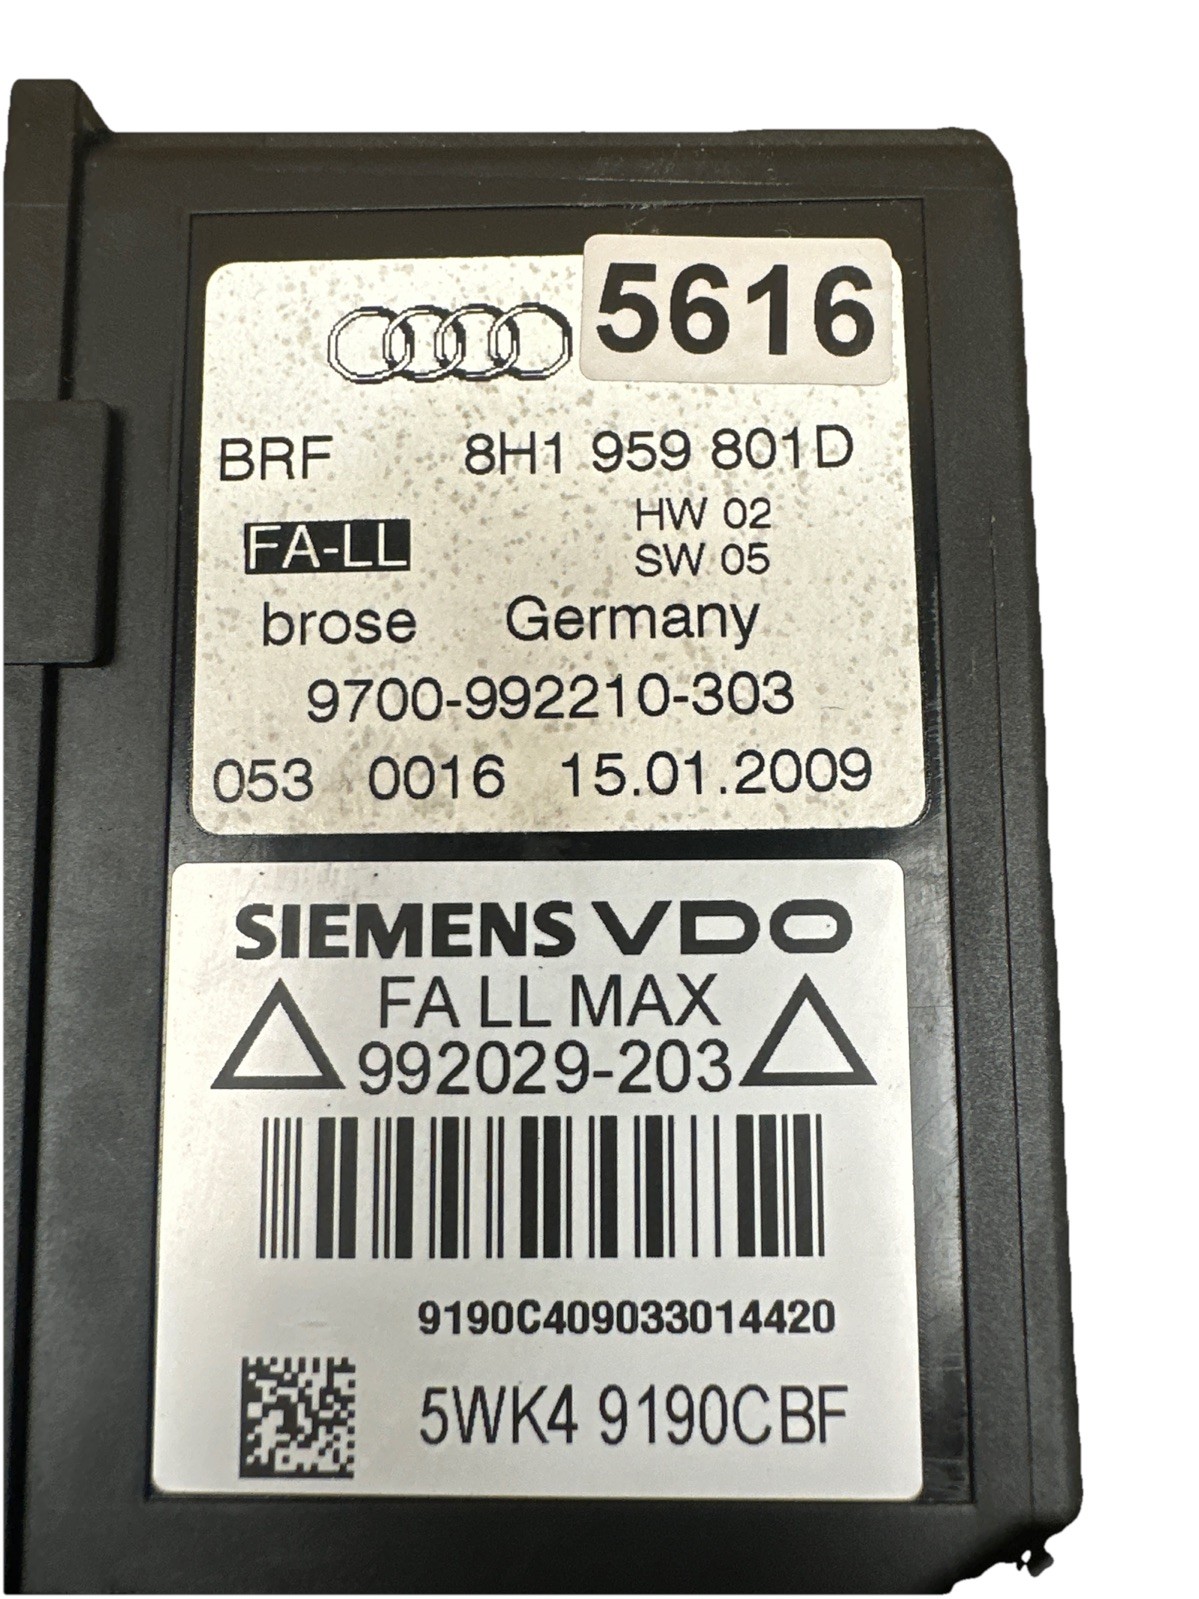 5616
BRF 8H1 959 801D
HW 02
FA-LL
SW 05
brose Germany
9700-992210-303
053 0016 15.01.2009
SIEMENS VDO
FA LL MAX
992029-203
9190C409033014420
5WK4 9190CBF